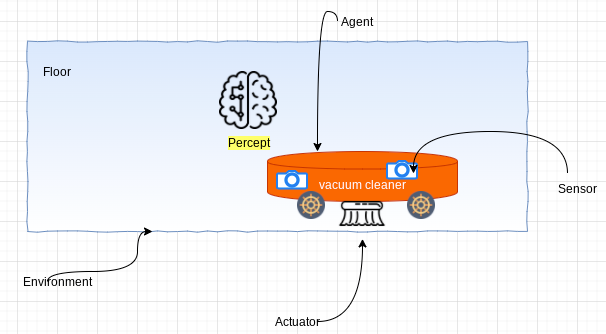 Agent
Floor
Percept
vacuum cleaner
Sensor
Environment
Actuator